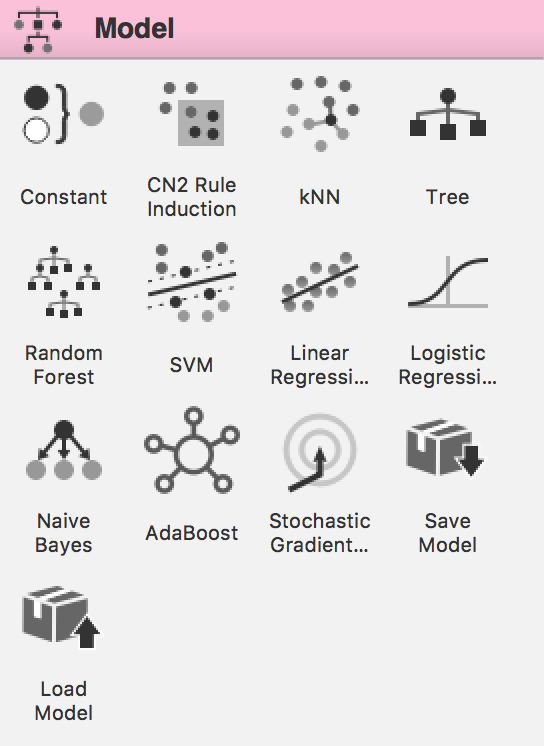 Model
Constant
CN2 Rule
Induction
kNN
Tree
Random
Forest
SVM
Linear
Regressi...
Logistic
Regressi...
Naive
Bayes
AdaBoost
Stochastic
Gradient...
Save
Model
Load
Model